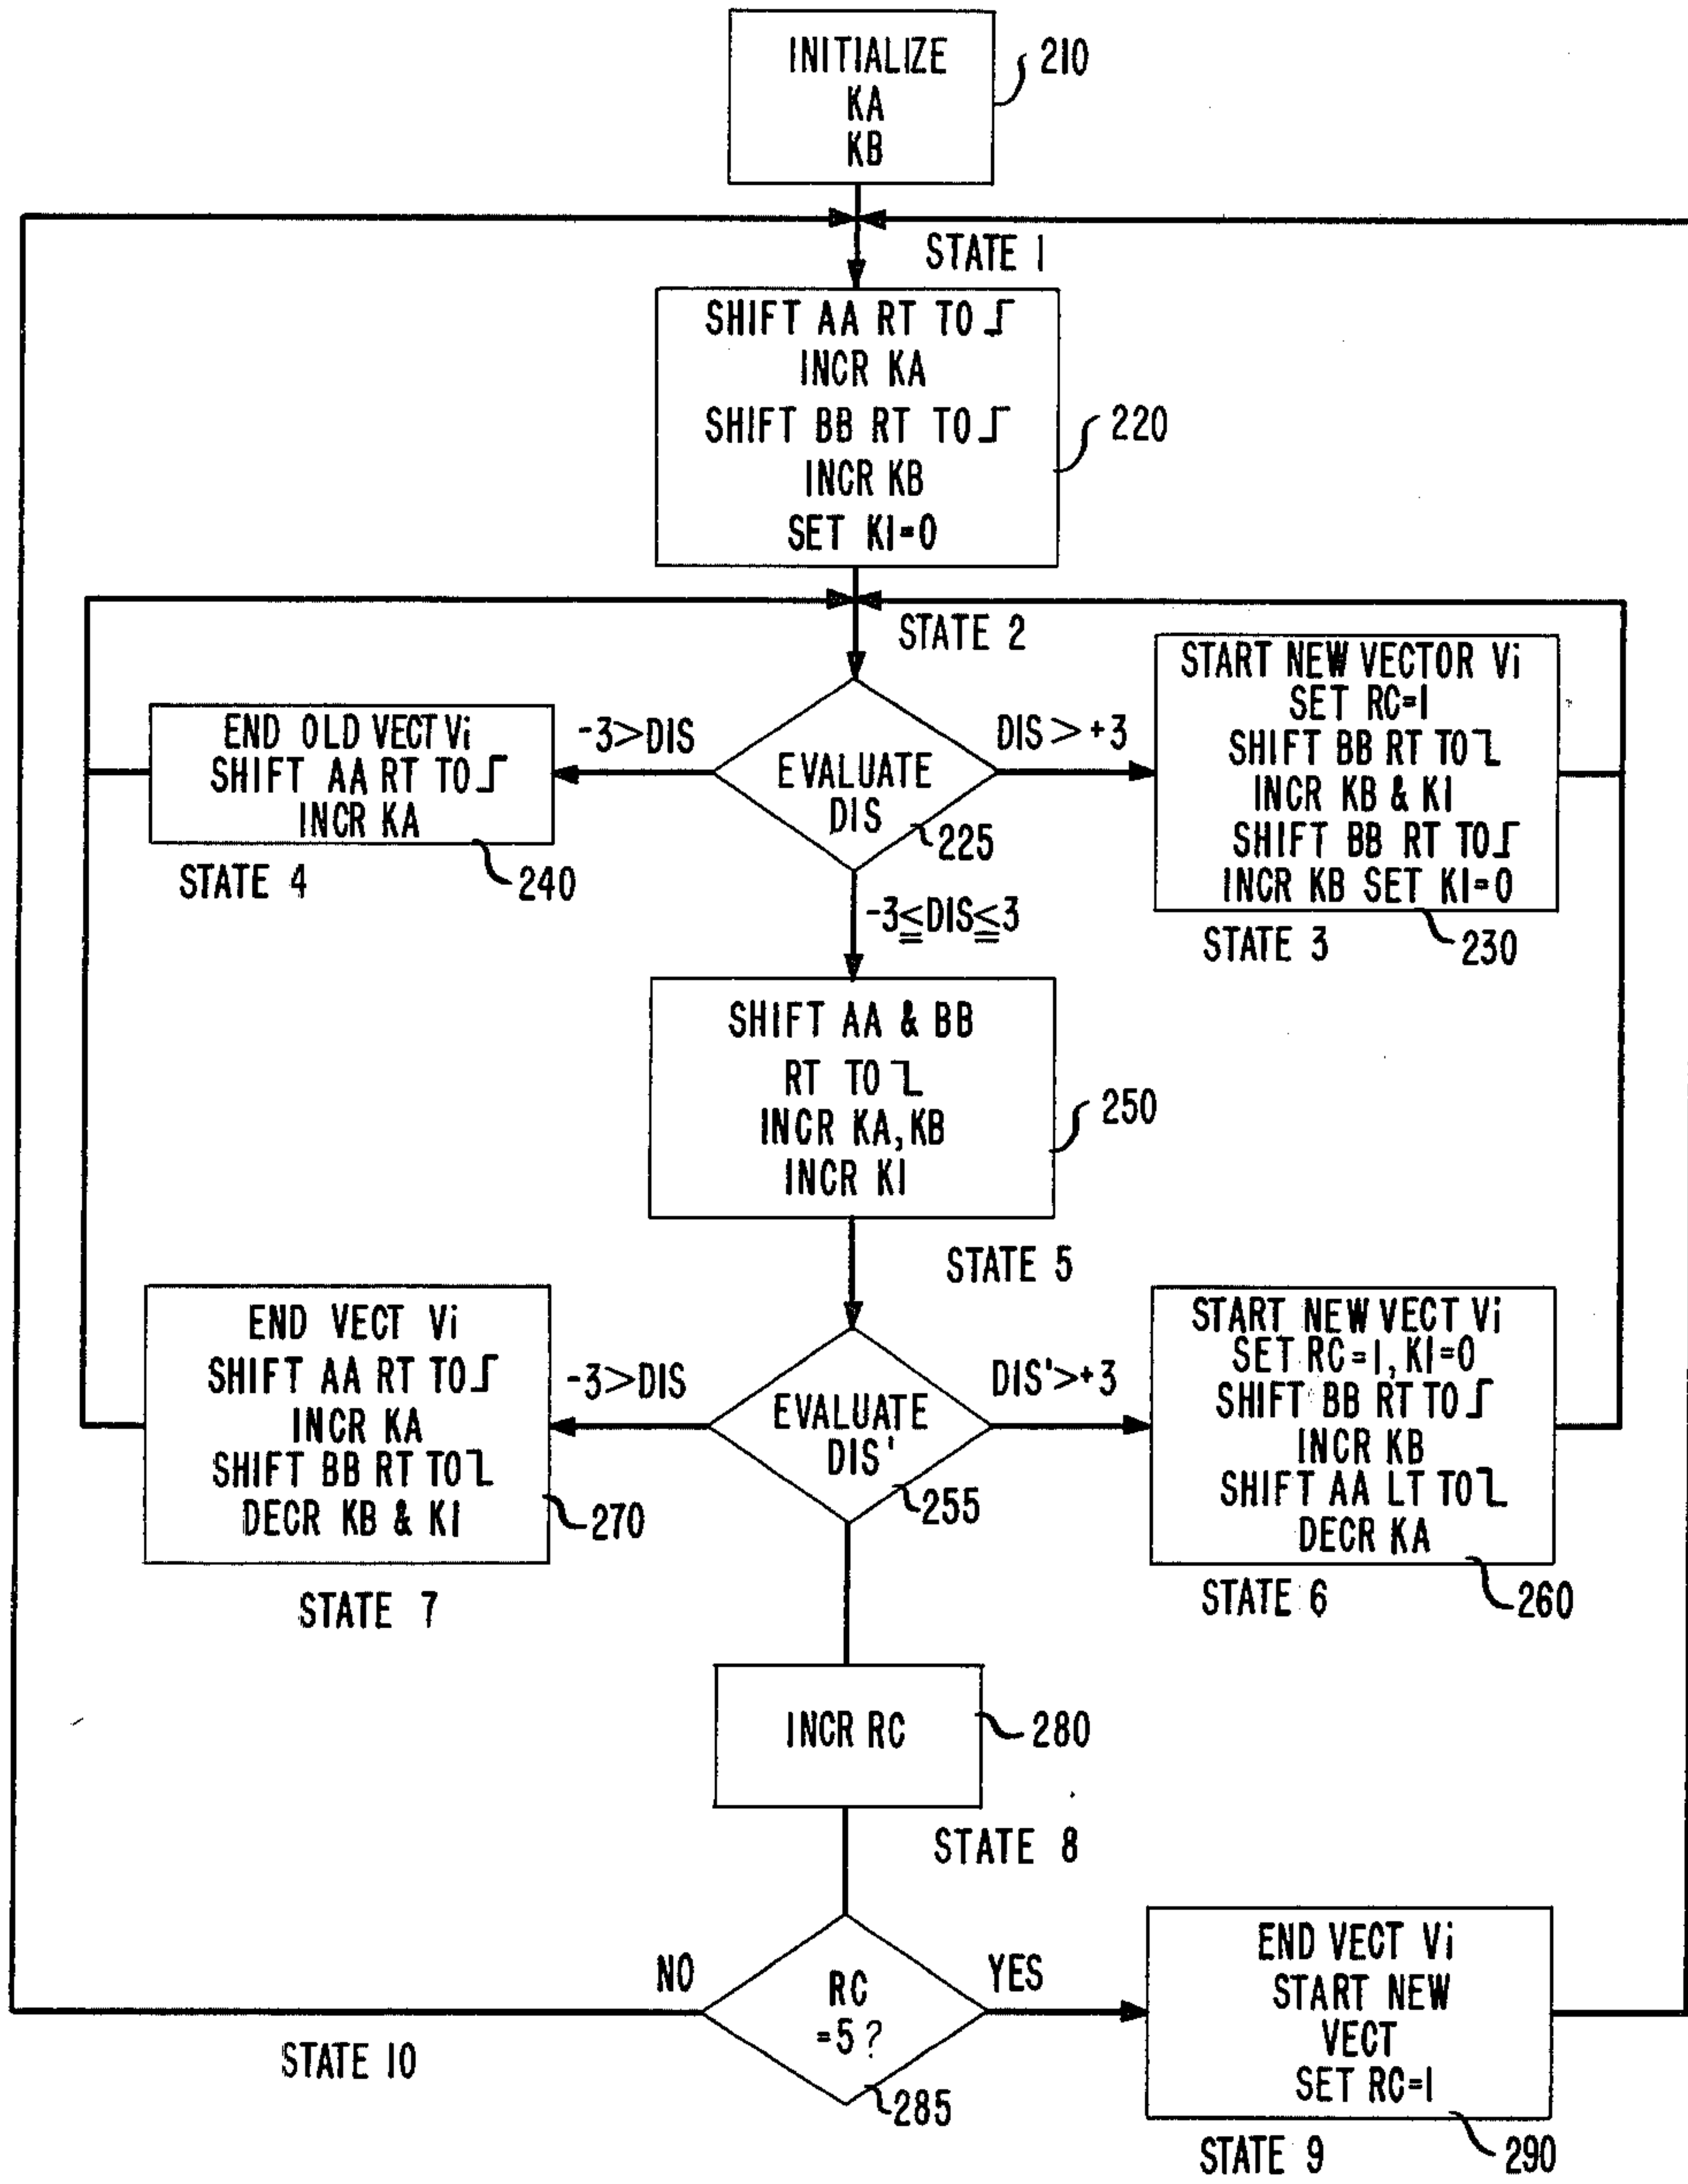 INITIALIZE
KA
KB
210
STATE 1
SHIFT AA RT TO
INCR KA
SHIFT BB RT TO
INCR KB
SET KI=0
220
STATE 2
END OLD VECT Vi
SHIFT AA RT TO
INCR KA
STATE 4
240
-3>DIS
EVALUATE
DIS
225
DIS>+3
START NEW VECTOR Vi
SET RC=1
SHIFT BB RT TO
INCR KB & KI
SHIFT BB RT TO
INCR KB SET KI=0
STATE 3
230
-3≦DIS≦3
SHIFT AA & BB
RT TO
INCR KA, KB
INCR KI
250
STATE 5
END VECT Vi
SHIFT AA RT TO
INCR KA
SHIFT BB RT TO
DECR KB & KI
270
STATE 7
-3>DIS
EVALUATE
DIS'
255
DIS'>+3
START NEW VECT Vi
SET RC=1, KI=0
SHIFT BB RT TO
INCR KB
SHIFT AA LT TO
DECR KA
STATE 6
260
INCR RC
280
STATE 8
NO
RC
=5?
285
YES
STATE 10
END VECT Vi
START NEW
VECT
SET RC=1
STATE 9
290